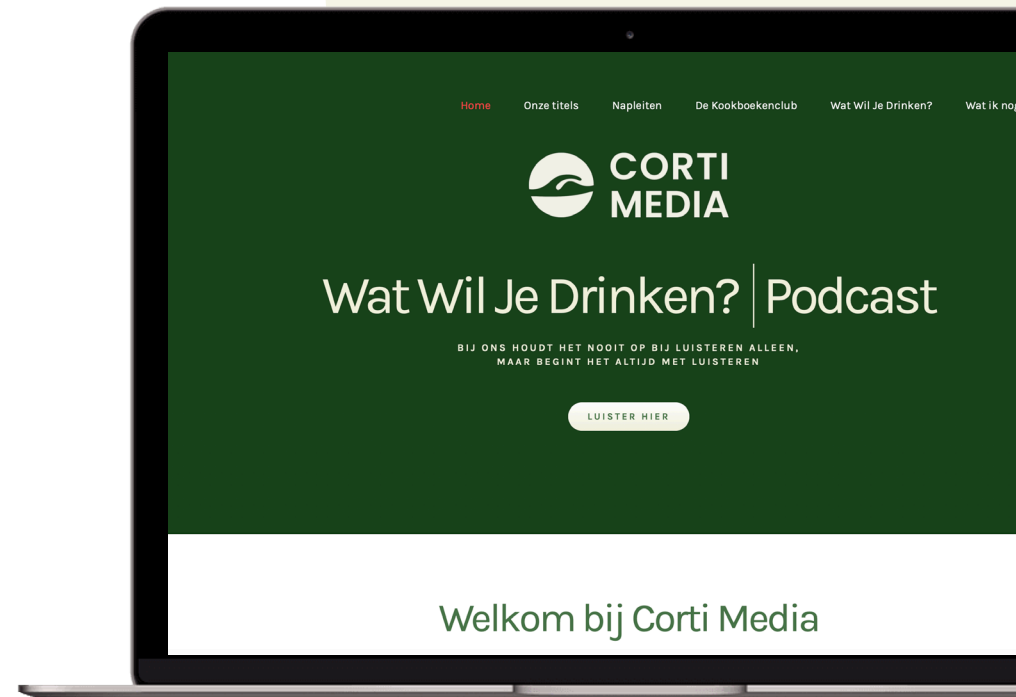 Home Onze titels Napleiten De Kookboekenclub Wat Wil Je Drinken? Wat ik
CORTI
MEDIA
Wat Wil Je Drinken? Podcast
BIJ ONS HOUDT HET NOOIT OP BIJ LUISTEREN ALLEEN,
MAAR BEGINT HET ALTIJD MET LUISTEREN
LUISTER HIER
Welkom bij Corti Media